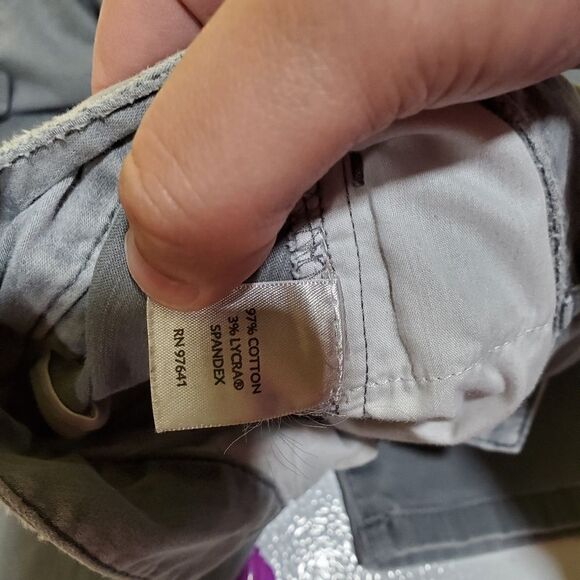 97% COTTON
3% LYCRA®
SPANDEX
RN 97641